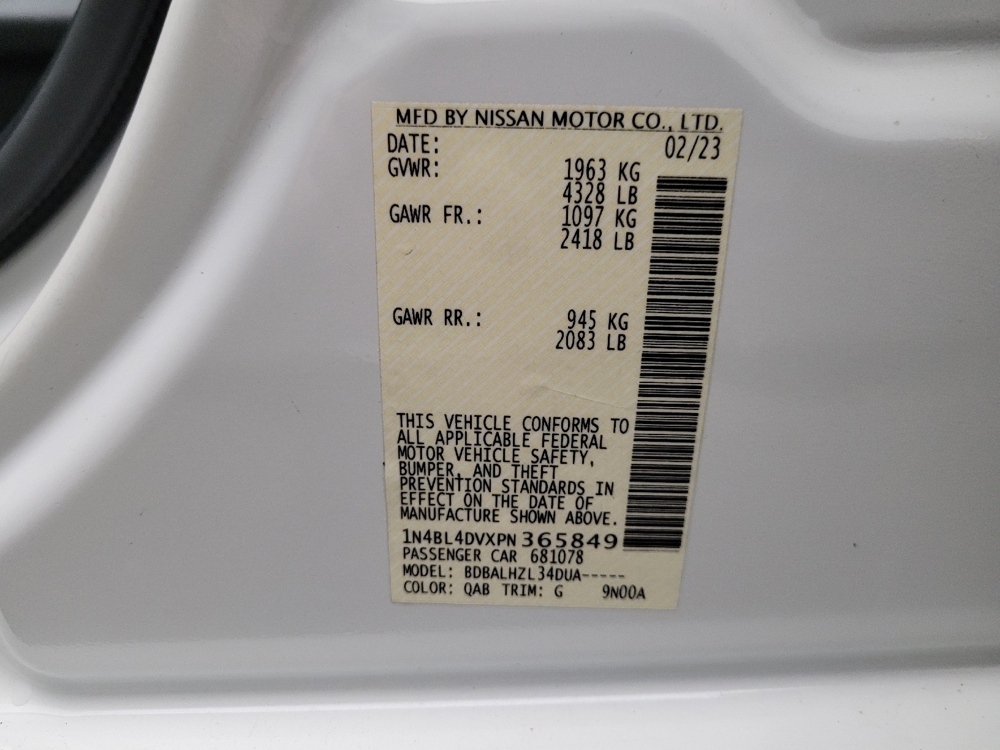 MFD BY NISSAN MOTOR CO., LTD.
DATE: 02/23
GVWR: 1963 KG
4328 LB
GAWR FR.: 1097 KG
2418 LB
GAWR RR.: 945 KG
2083 LB
THIS VEHICLE CONFORMS TO
ALL APPLICABLE FEDERAL
MOTOR VEHICLE SAFETY,
BUMPER, AND THEFT
PREVENTION STANDARDS IN
EFFECT ON THE DATE OF
MANUFACTURE SHOWN ABOVE.
1N4BL4DVXPN365849
PASSENGER CAR 681078
MODEL: BDBALHZL34DUA-----
COLOR: QAB TRIM: G 9N00A